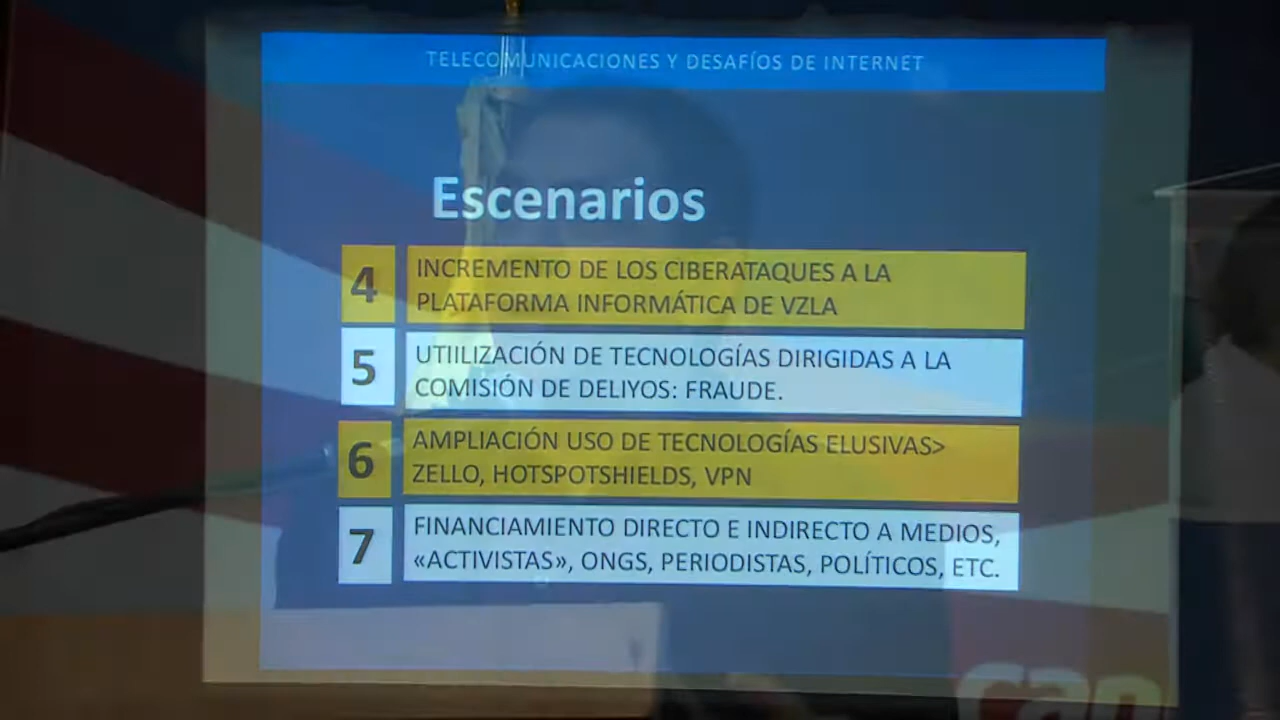 TELECOMUNICACIONES Y DESAFÍOS DE INTERNET
Escenarios
4
INCREMENTO DE LOS CIBERATAQUES A LA
PLATAFORMA INFORMÁTICA DE VZLA
5
UTIILIZACIÓN DE TECNOLOGÍAS DIRIGIDAS A LA
COMISIÓN DE DELIYOS: FRAUDE.
6
AMPLIACIÓN USO DE TECNOLOGÍAS ELUSIVAS>
ZELLO, HOTSPOTSHIELDS, VPN
7
FINANCIAMIENTO DIRECTO E INDIRECTO A MEDIOS,
«ACTIVISTAS», ONGS, PERIODISTAS, POLÍTICOS, ETC.